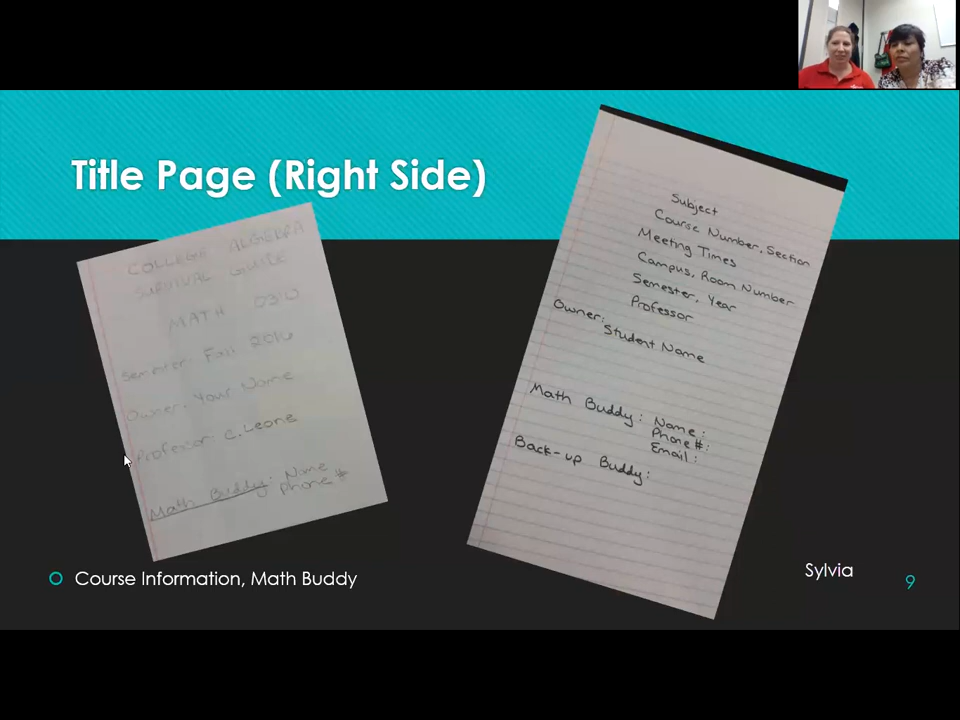 Title Page (Right Side)
COLLEGE ALGEBRA
SURVIVAL GUIDE
MATH 0310
Semester: Fall 2016
Owner: Your Name
Professor: C. Leone
Math Buddy: Name
Phone #
Subject
Course Number, Section
Meeting Times
Campus, Room Number
Semester, Year
Professor
Owner:
Student Name
Math Buddy: Name:
Phone#:
Email:
Back-up Buddy:
Course Information, Math Buddy
Sylvia
9